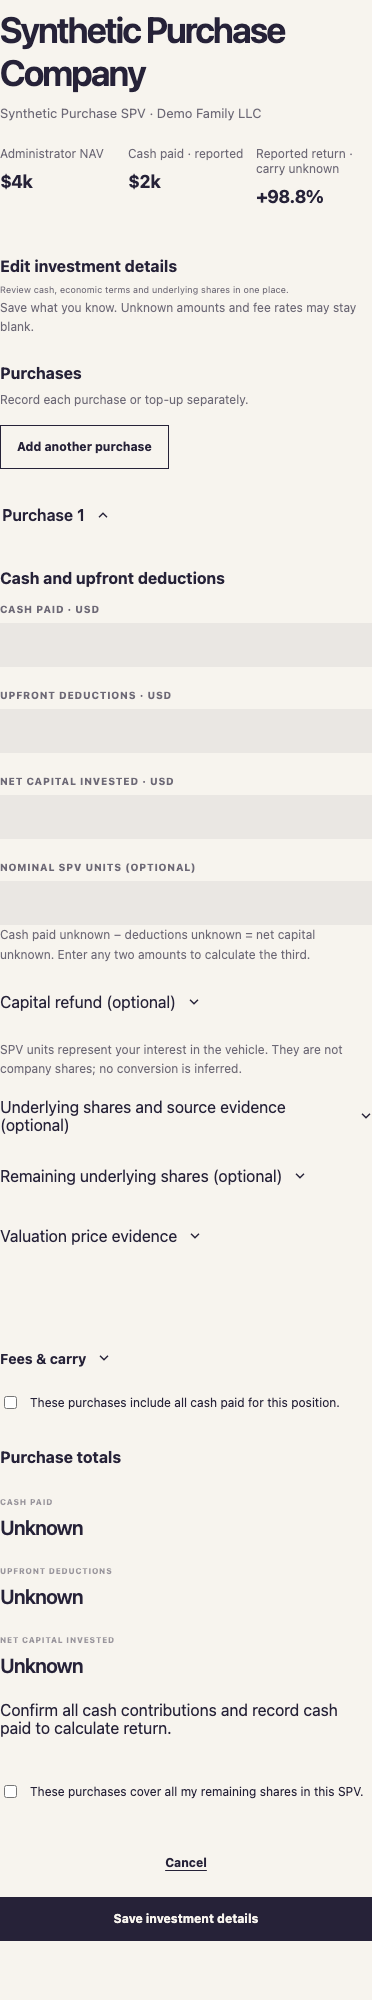 Synthetic Purchase
Company
Synthetic Purchase SPV · Demo Family LLC
Administrator NAV
$4k
Cash paid · reported
$2k
Reported return ·
carry unknown
+98.8%
Edit investment details
Review cash, economic terms and underlying shares in one place.
Save what you know. Unknown amounts and fee rates may stay
blank.
Purchases
Record each purchase or top-up separately.
Add another purchase
Purchase 1
Cash and upfront deductions
CASH PAID · USD
UPFRONT DEDUCTIONS · USD
NET CAPITAL INVESTED · USD
NOMINAL SPV UNITS (OPTIONAL)
Cash paid unknown − deductions unknown = net capital
unknown. Enter any two amounts to calculate the third.
Capital refund (optional)
SPV units represent your interest in the vehicle. They are not
company shares; no conversion is inferred.
Underlying shares and source evidence
(optional)
Remaining underlying shares (optional)
Valuation price evidence
Fees & carry
These purchases include all cash paid for this position.
Purchase totals
CASH PAID
Unknown
UPFRONT DEDUCTIONS
Unknown
NET CAPITAL INVESTED
Unknown
Confirm all cash contributions and record cash
paid to calculate return.
These purchases cover all my remaining shares in this SPV.
Cancel
Save investment details